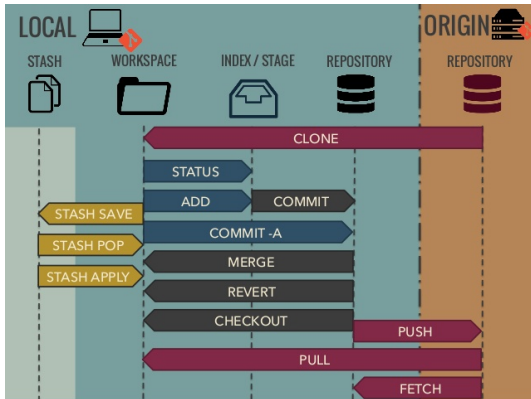 LOCAL
ORIGIN
STASH
WORKSPACE
INDEX / STAGE
REPOSITORY
REPOSITORY
CLONE
STATUS
ADD
COMMIT
STASH SAVE
COMMIT -A
STASH POP
MERGE
STASH APPLY
REVERT
CHECKOUT
PUSH
PULL
FETCH